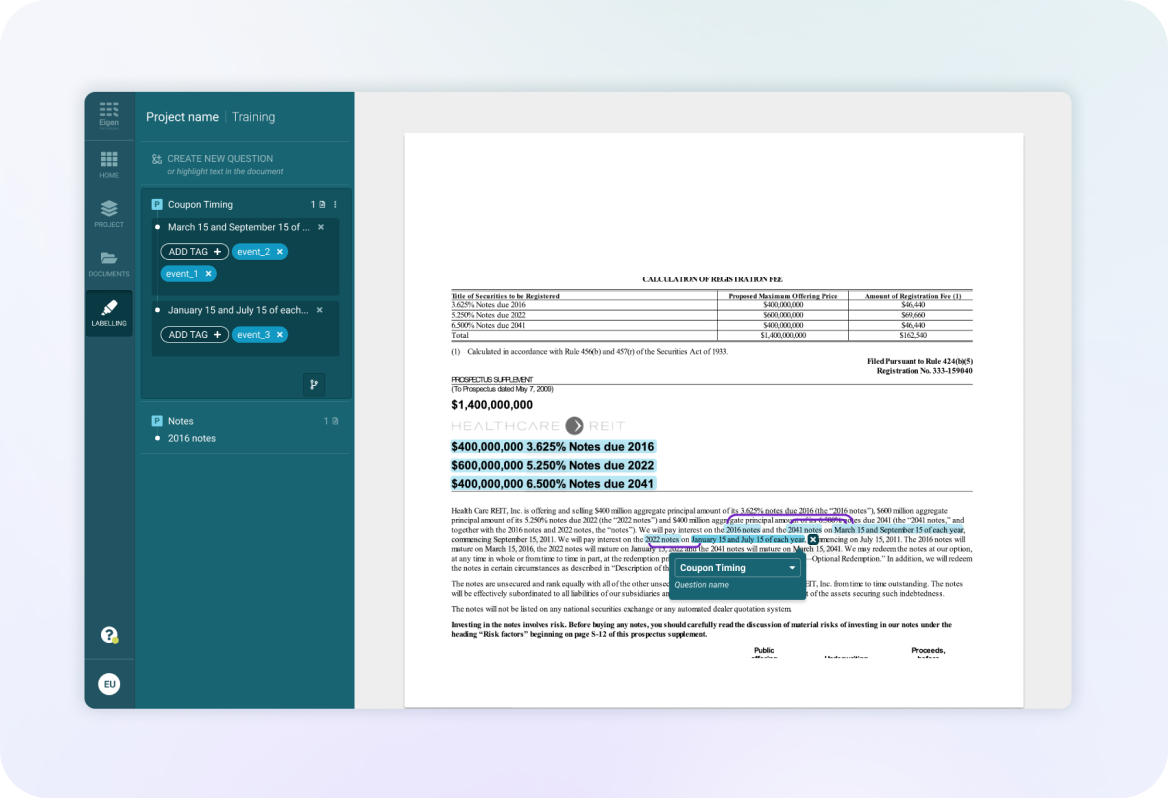 Eigen
HOME
PROJECT
DOCUMENTS
LABELLING
?
EU
Project name | Training
CREATE NEW QUESTION
or highlight text in the document
P Coupon Timing 1
March 15 and September 15 of ... ×
ADD TAG + event_2 ×
event_1 ×
January 15 and July 15 of each... ×
ADD TAG + event_3 ×
P Notes 1
2016 notes
CALCULATION OF REGISTRATION FEE
Title of Securities to be Registered Proposed Maximum Offering Price Amount of Registration Fee (1)
3.625% Notes due 2016 $400,000,000 $46,440
5.250% Notes due 2022 $600,000,000 $69,660
6.500% Notes due 2041 $400,000,000 $46,440
Total $1,400,000,000 $162,540
(1) Calculated in accordance with Rule 456(b) and 457(r) of the Securities Act of 1933.
Filed Pursuant to Rule 424(b)(5)
Registration No. 333-159040
PROSPECTUS SUPPLEMENT
(To Prospectus dated May 7, 2009)
$1,400,000,000
HEALTHCARE REIT
$400,000,000 3.625% Notes due 2016
$600,000,000 5.250% Notes due 2022
$400,000,000 6.500% Notes due 2041
Health Care REIT, Inc. is offering and selling $400 million aggregate principal amount of its 3.625% notes due 2016 (the “2016 notes”), $600 million aggregate
principal amount of its 5.250% notes due 2022 (the “2022 notes”) and $400 million aggregate principal amount of its 6.500% notes due 2041 (the “2041 notes,” and
together with the 2016 notes and 2022 notes, the “notes”). We will pay interest on the 2016 notes and the 2041 notes on March 15 and September 15 of each year,
commencing September 15, 2011. We will pay interest on the 2022 notes on January 15 and July 15 of each year, mencing on July 15, 2011. The 2016 notes will
mature on March 15, 2016, the 2022 notes will mature on January 15, 2022 and the 2041 notes will mature on March 15, 2041. We may redeem the notes at our option,
at any time in whole or from time to time in part, at the redemption pr —Optional Redemption.” In addition, we will redeem
the notes in certain circumstances as described in “Description of th
Coupon Timing
Question name
The notes are unsecured and rank equally with all of the other unsec EIT, Inc. from time to time outstanding. The notes
will be effectively subordinated to all liabilities of our subsidiaries an t of the assets securing such indebtedness.
The notes will not be listed on any national securities exchange or any automated dealer quotation system.
Investing in the notes involves risk. Before buying any notes, you should carefully read the discussion of material risks of investing in our notes under the
heading “Risk factors” beginning on page S-12 of this prospectus supplement.
Public Proceeds,
offering Underwriting before